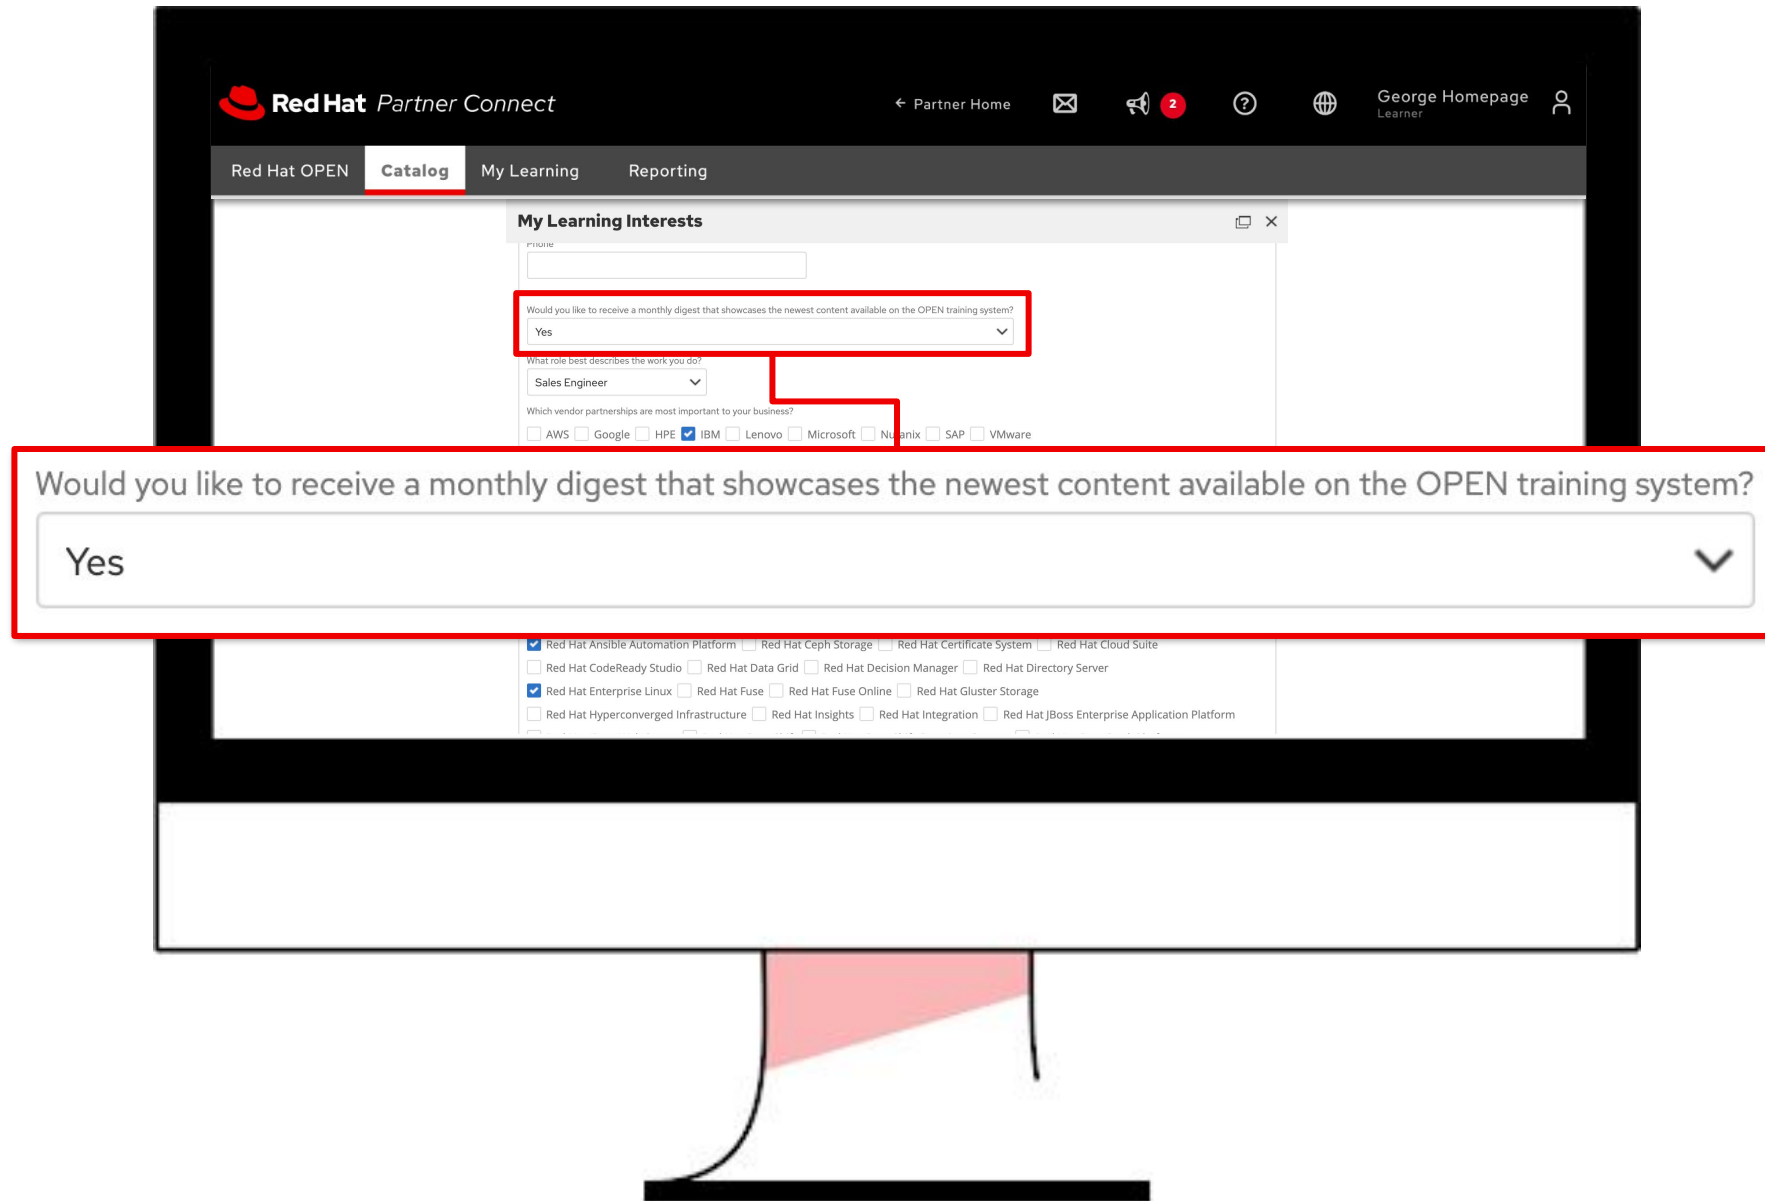 Red Hat Partner Connect
← Partner Home
2
George Homepage
Learner
Red Hat OPEN Catalog My Learning Reporting
My Learning Interests
Phone
Would you like to receive a monthly digest that showcases the newest content available on the OPEN training system?
Yes
What role best describes the work you do?
Sales Engineer
Which vendor partnerships are most important to your business?
AWS Google HPE IBM Lenovo Microsoft Nutanix SAP VMware
Would you like to receive a monthly digest that showcases the newest content available on the OPEN training system?
Yes
Red Hat Ansible Automation Platform Red Hat Ceph Storage Red Hat Certificate System Red Hat Cloud Suite
Red Hat CodeReady Studio Red Hat Data Grid Red Hat Decision Manager Red Hat Directory Server
Red Hat Enterprise Linux Red Hat Fuse Red Hat Fuse Online Red Hat Gluster Storage
Red Hat Hyperconverged Infrastructure Red Hat Insights Red Hat Integration Red Hat JBoss Enterprise Application Platform